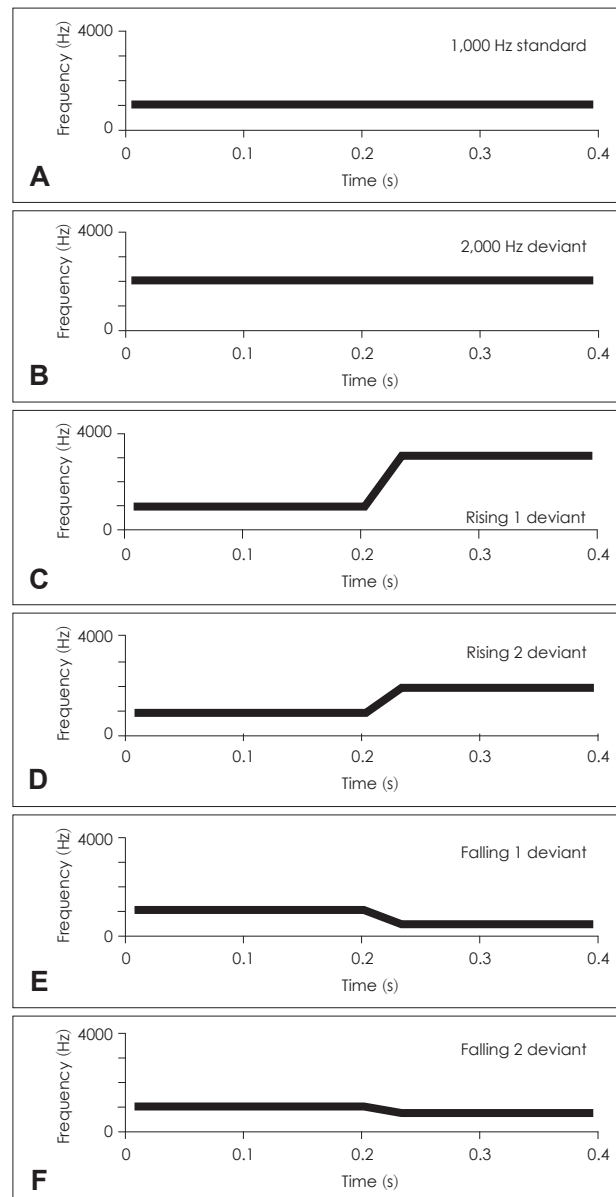 4000
Frequency (Hz)
1,000 Hz standard
0
0 0.1 0.2 0.3 0.4
Time (s)
A
4000
Frequency (Hz)
2,000 Hz deviant
0
0 0.1 0.2 0.3 0.4
Time (s)
B
4000
Frequency (Hz)
0
Rising 1 deviant
0 0.1 0.2 0.3 0.4
Time (s)
C
4000
Frequency (Hz)
Rising 2 deviant
0
0 0.1 0.2 0.3 0.4
Time (s)
D
4000
Frequency (Hz)
Falling 1 deviant
0
0 0.1 0.2 0.3 0.4
Time (s)
E
4000
Frequency (Hz)
Falling 2 deviant
0
0 0.1 0.2 0.3 0.4
Time (s)
F